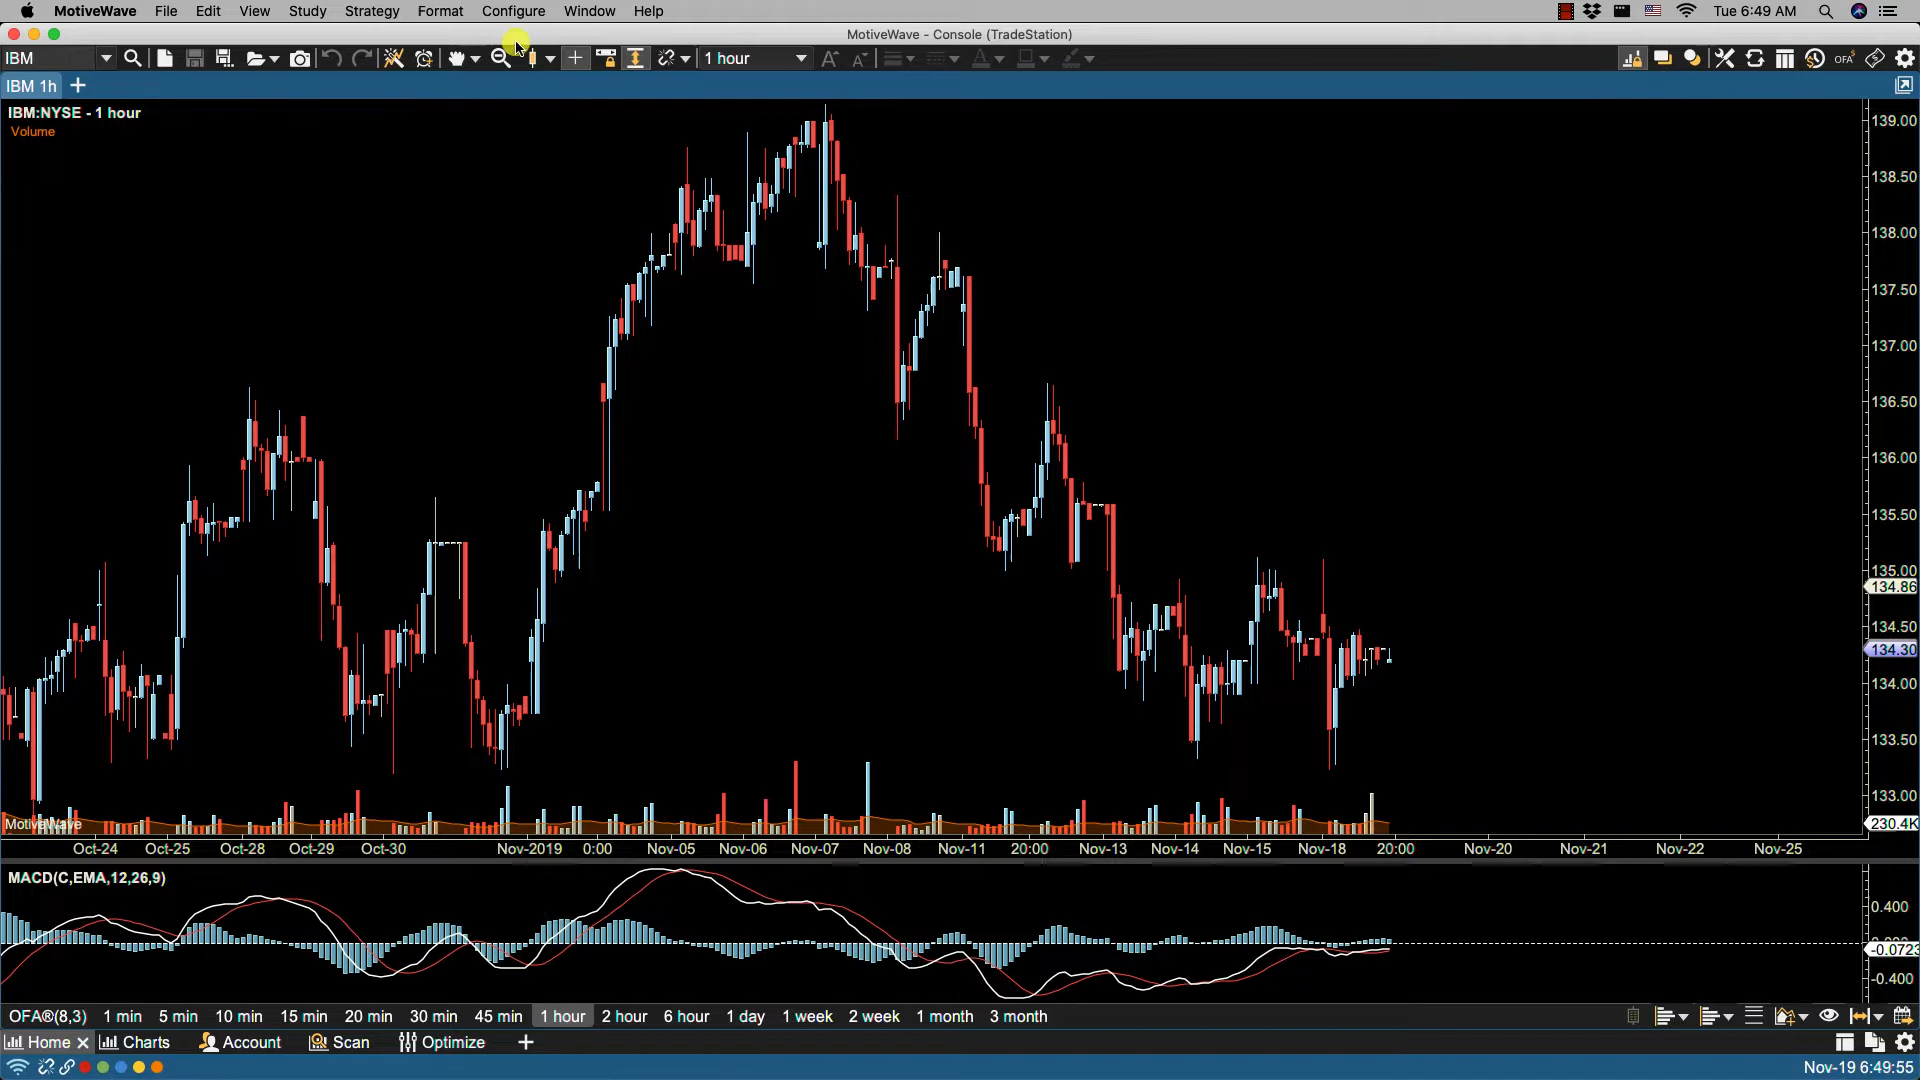 MotiveWave File Edit View Study Strategy Format Configure Window Help Tue 6:49 AM
MotiveWave - Console (TradeStation)
IBM 1 hour A A A OFA
IBM 1h
IBM:NYSE - 1 hour
Volume
139.00
138.50
138.00
137.50
137.00
136.50
136.00
135.50
135.00
134.86
134.50
134.30
134.00
133.50
133.00
230.4K
MotiveWave
Oct-24 Oct-25 Oct-28 Oct-29 Oct-30 Nov-2019 0:00 Nov-05 Nov-06 Nov-07 Nov-08 Nov-11 20:00 Nov-13 Nov-14 Nov-15 Nov-18 20:00 Nov-20 Nov-21 Nov-22 Nov-25
MACD(C,EMA,12,26,9)
0.400
-0.0723
-0.400
OFA®(8,3) 1 min 5 min 10 min 15 min 20 min 30 min 45 min 1 hour 2 hour 6 hour 1 day 1 week 2 week 1 month 3 month
Home Charts Account Scan Optimize
Nov-19 6:49:55